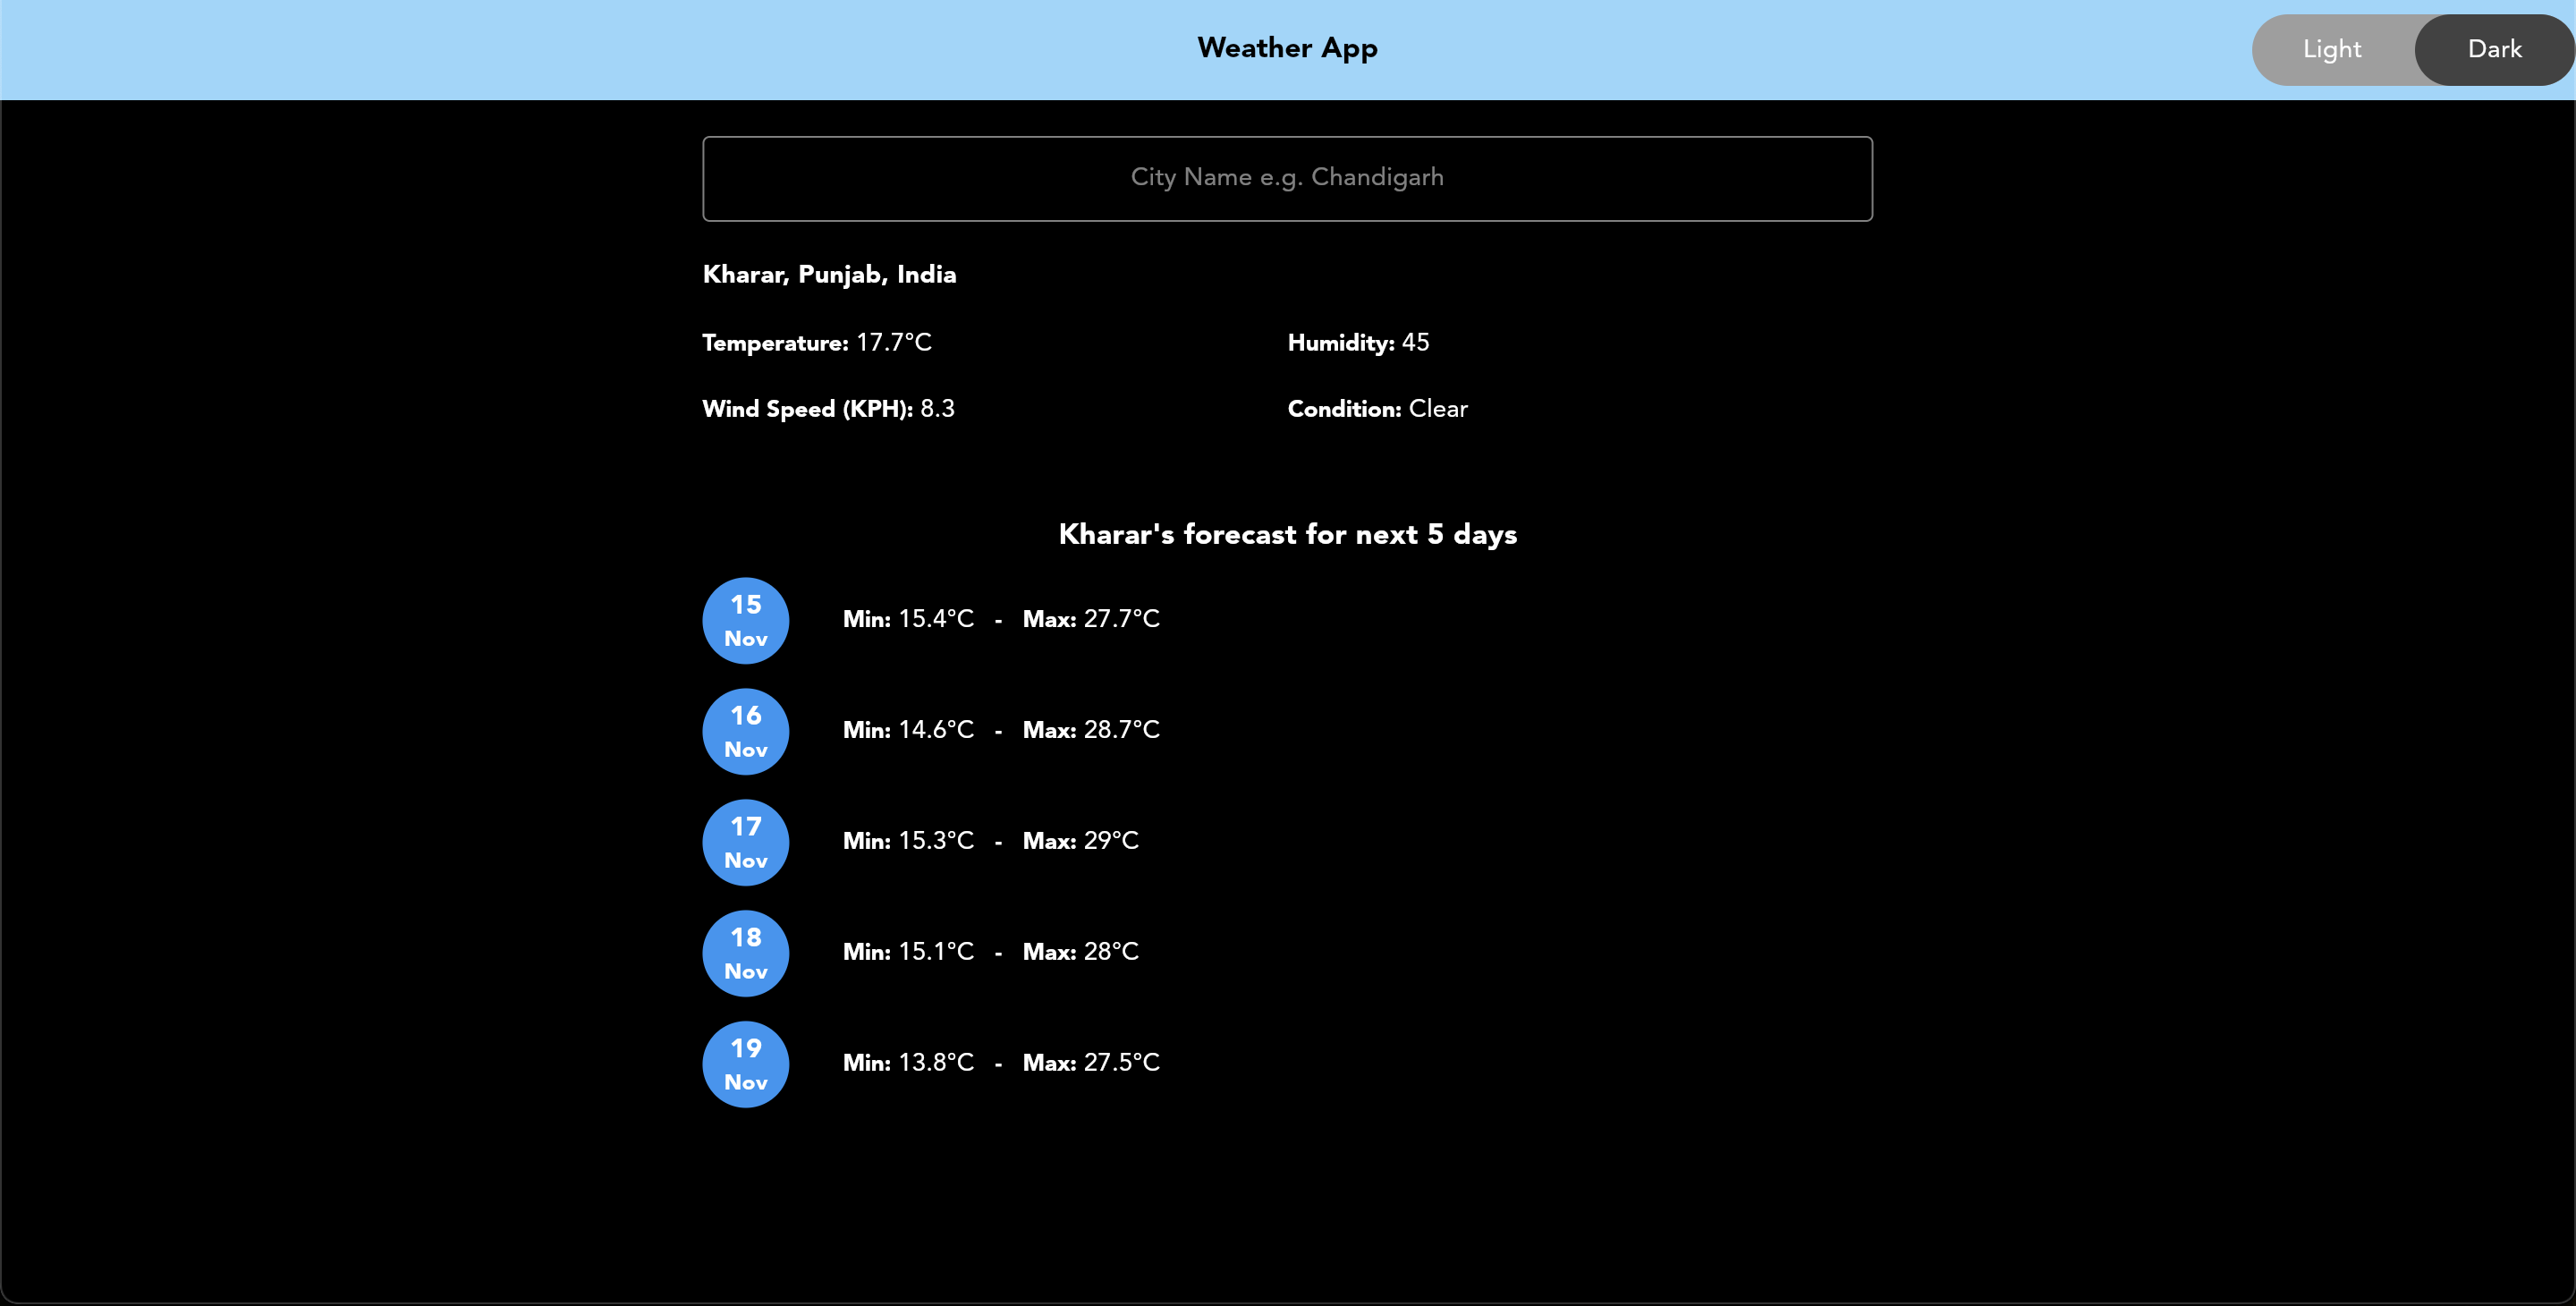 Weather App
Light Dark
City Name e.g. Chandigarh
Kharar, Punjab, India
Temperature: 17.7°C Humidity: 45
Wind Speed (KPH): 8.3 Condition: Clear
Kharar's forecast for next 5 days
15
Nov
Min: 15.4°C - Max: 27.7°C
16
Nov
Min: 14.6°C - Max: 28.7°C
17
Nov
Min: 15.3°C - Max: 29°C
18
Nov
Min: 15.1°C - Max: 28°C
19
Nov
Min: 13.8°C - Max: 27.5°C